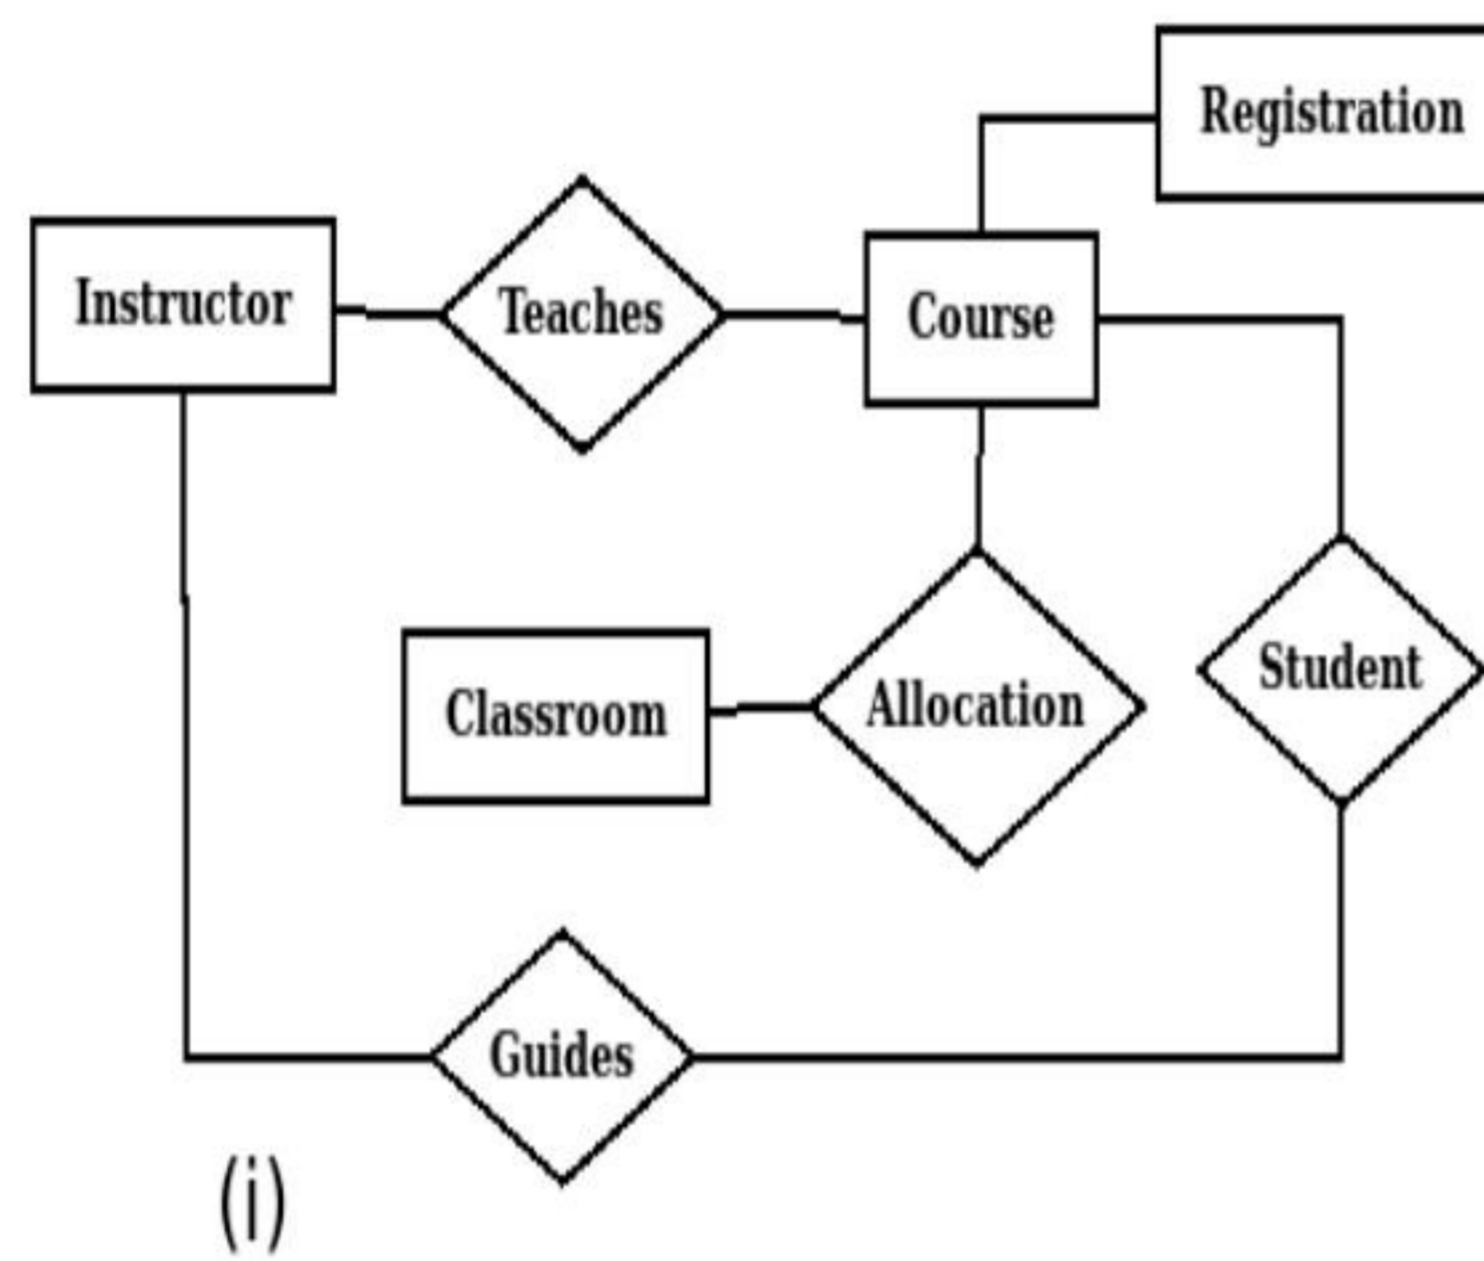 Registration
Instructor
Teaches
Course
Classroom
Allocation
Student
Guides
(i)